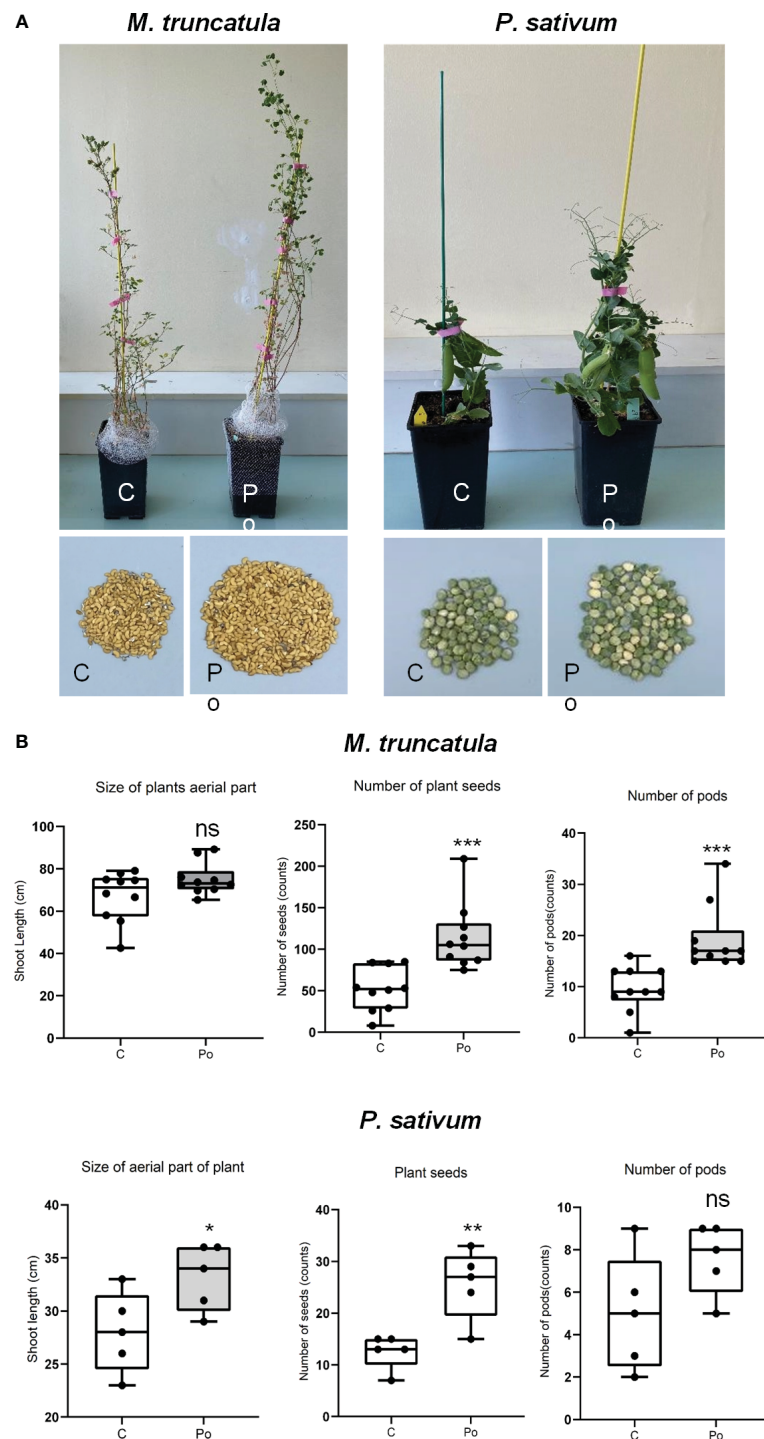 A
M. truncatula
P. sativum
C
Po
C
Po
C
Po
C
Po
B
M. truncatula
Size of plants aerial part
Shoot Length (cm)
100
80
60
40
20
0
ns
C
Po
Number of plant seeds
Number of seeds (counts)
250
200
150
100
50
0
***
C
Po
Number of pods
Number of pods(counts)
40
30
20
10
0
***
C
Po
P. sativum
Size of aerial part of plant
Shoot length (cm)
40
35
30
25
20
*
C
Po
Plant seeds
Number of seeds (counts)
40
30
20
10
0
**
C
Po
Number of pods
Number of pods(counts)
10
8
6
4
2
0
ns
C
Po